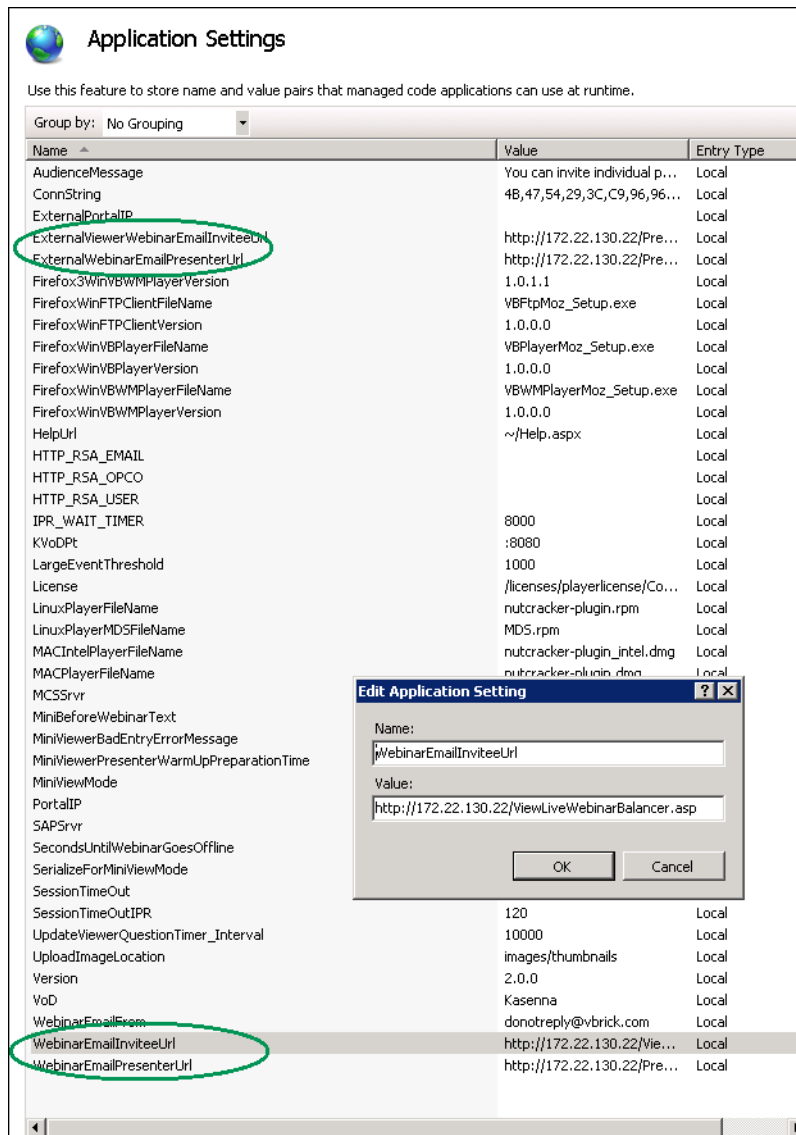 Application Settings
Use this feature to store name and value pairs that managed code applications can use at runtime.
Group by: No Grouping
Name Value Entry Type
AudienceMessage You can invite individual p... Local
ConnString 4B,47,54,29,3C,C9,96,96... Local
ExternalPortalIP Local
ExternalViewerWebinarEmailInviteeUrl http://172.22.130.22/Pre... Local
ExternalWebinarEmailPresenterUrl http://172.22.130.22/Pre... Local
Firefox3WinVBWMPlayerVersion 1.0.1.1 Local
FirefoxWinFTPClientFileName VBFtpMoz_Setup.exe Local
FirefoxWinFTPClientVersion 1.0.0.0 Local
FirefoxWinVBPlayerFileName VBPlayerMoz_Setup.exe Local
FirefoxWinVBPlayerVersion 1.0.0.0 Local
FirefoxWinVBWMPlayerFileName VBWMPlayerMoz_Setup.exe Local
FirefoxWinVBWMPlayerVersion 1.0.0.0 Local
HelpUrl ~/Help.aspx Local
HTTP_RSA_EMAIL Local
HTTP_RSA_OPCO Local
HTTP_RSA_USER Local
IPR_WAIT_TIMER 8000 Local
KVoDPt :8080 Local
LargeEventThreshold 1000 Local
License /licenses/playerlicense/Co... Local
LinuxPlayerFileName nutcracker-plugin.rpm Local
LinuxPlayerMDSFileName MDS.rpm Local
MACIntelPlayerFileName nutcracker-plugin_intel.dmg Local
MACPlayerFileName nutcracker-plugin.dmg Local
MCSSrvr
MiniBeforeWebinarText
MiniViewerBadEntryErrorMessage
MiniViewerPresenterWarmUpPreparationTime
MiniViewMode
PortalIP
SAPSrvr
SecondsUntilWebinarGoesOffline
SerializeForMiniViewMode
SessionTimeOut
Edit Application Setting
Name:
WebinarEmailInviteeUrl
Value:
http://172.22.130.22/ViewLiveWebinarBalancer.asp
OK Cancel
SessionTimeOutIPR 120 Local
UpdateViewerQuestionTimer_Interval 10000 Local
UploadImageLocation images/thumbnails Local
Version 2.0.0 Local
VoD Kasenna Local
WebinarEmailFrom donotreply@vbrick.com Local
WebinarEmailInviteeUrl http://172.22.130.22/Vie... Local
WebinarEmailPresenterUrl http://172.22.130.22/Pre... Local